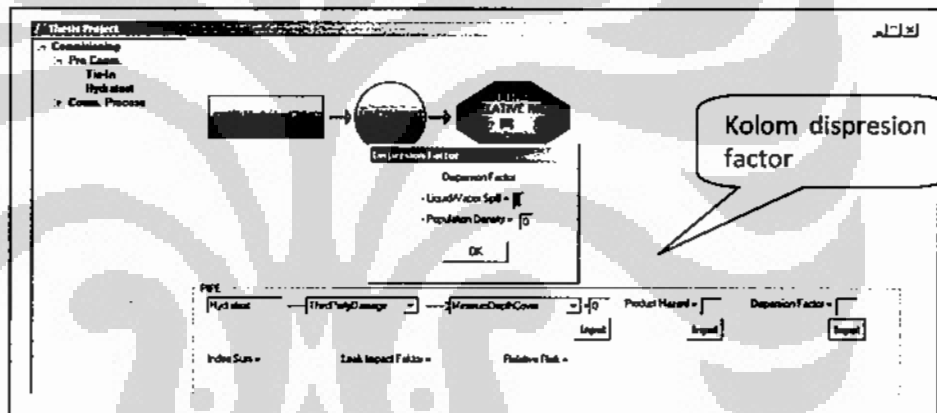 Thesis Project
Commissioning
Pre Comm.
Tie-In
Hydrotest
Comm. Process
Kolom dispresion
factor
Dispersion Factor
Dispersion Factor
- Liquid/Vapor Spill =
- Population Density = 0
OK
PIPE
Hydrotest ThirdPartyDamage MinimumDepthCover = 0 Product Hazard = Dispersion Factor =
Input Input Input
Index Sum = Leak Impact Faktor = Relative Risk =